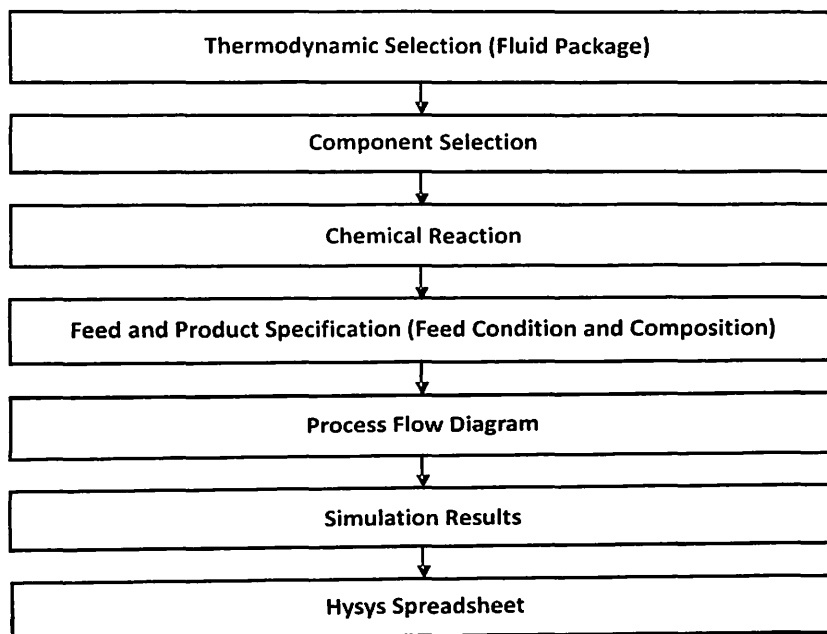 Thermodynamic Selection (Fluid Package)
Component Selection
Chemical Reaction
Feed and Product Specification (Feed Condition and Composition)
Process Flow Diagram
Simulation Results
Hysys Spreadsheet